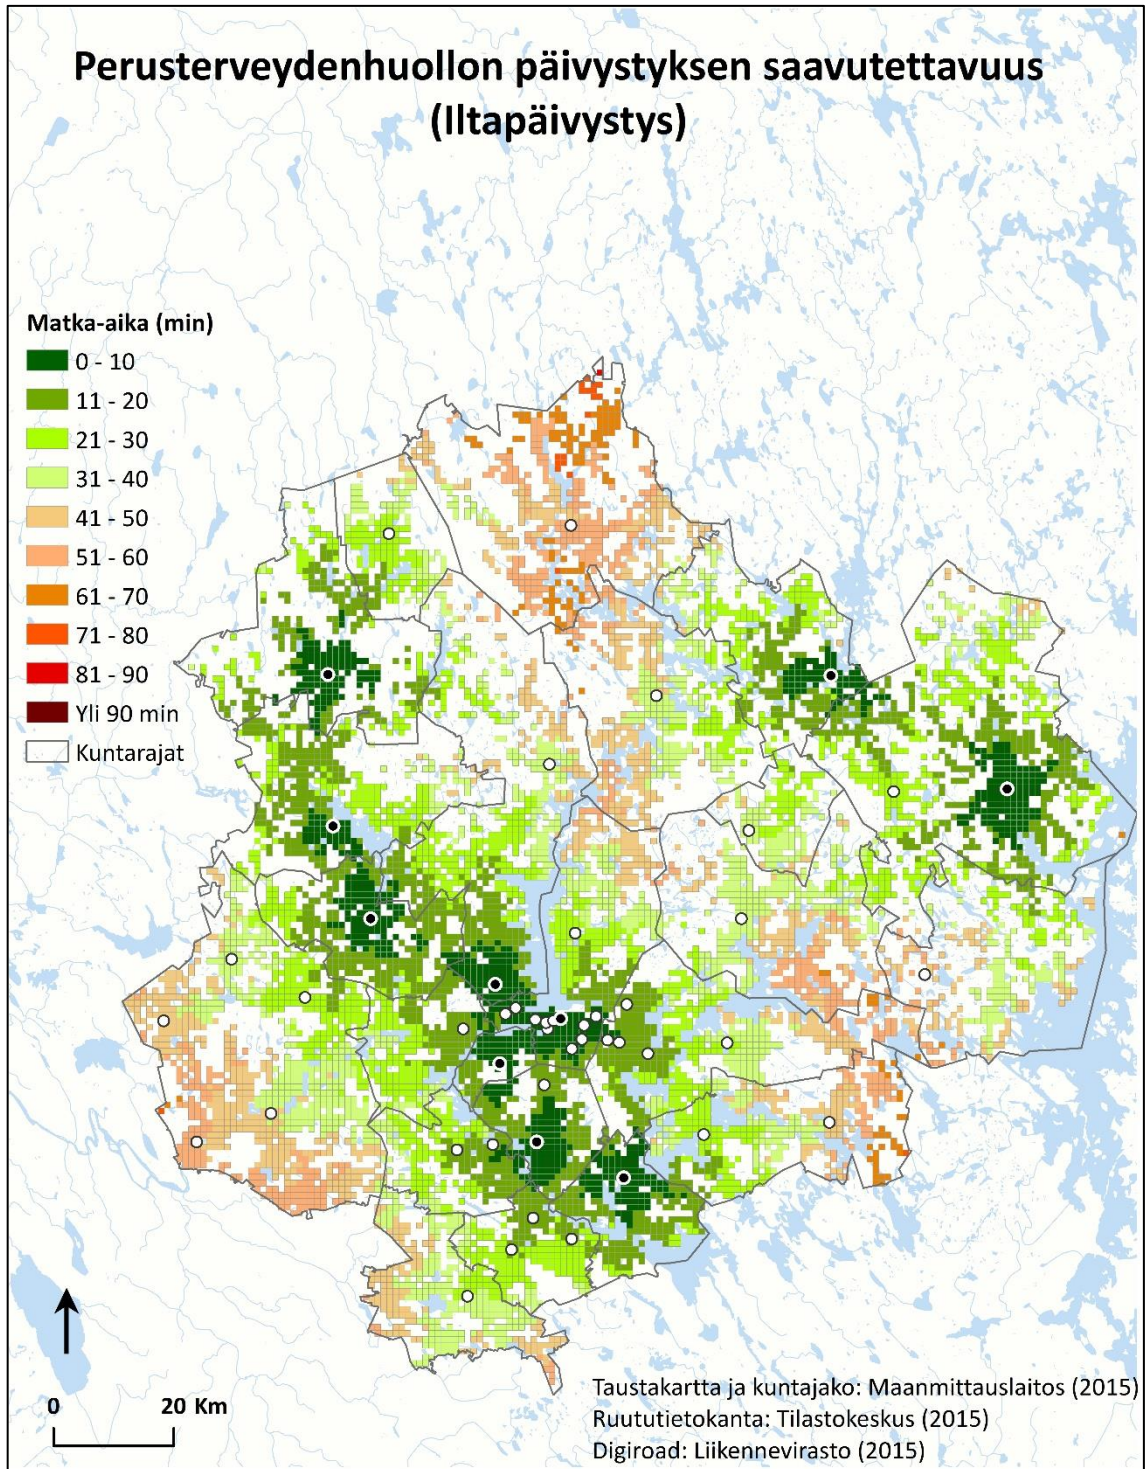 Perusterveydenhuollon päivystyksen saavutettavuus
(Iltapäivystys)
Matka-aika (min)
0 - 10
11 - 20
21 - 30
31 - 40
41 - 50
51 - 60
61 - 70
71 - 80
81 - 90
Yli 90 min
Kuntarajat
0 20 Km
Taustakartta ja kuntajako: Maanmittauslaitos (2015)
Ruututietokanta: Tilastokeskus (2015)
Digiroad: Liikennevirasto (2015)